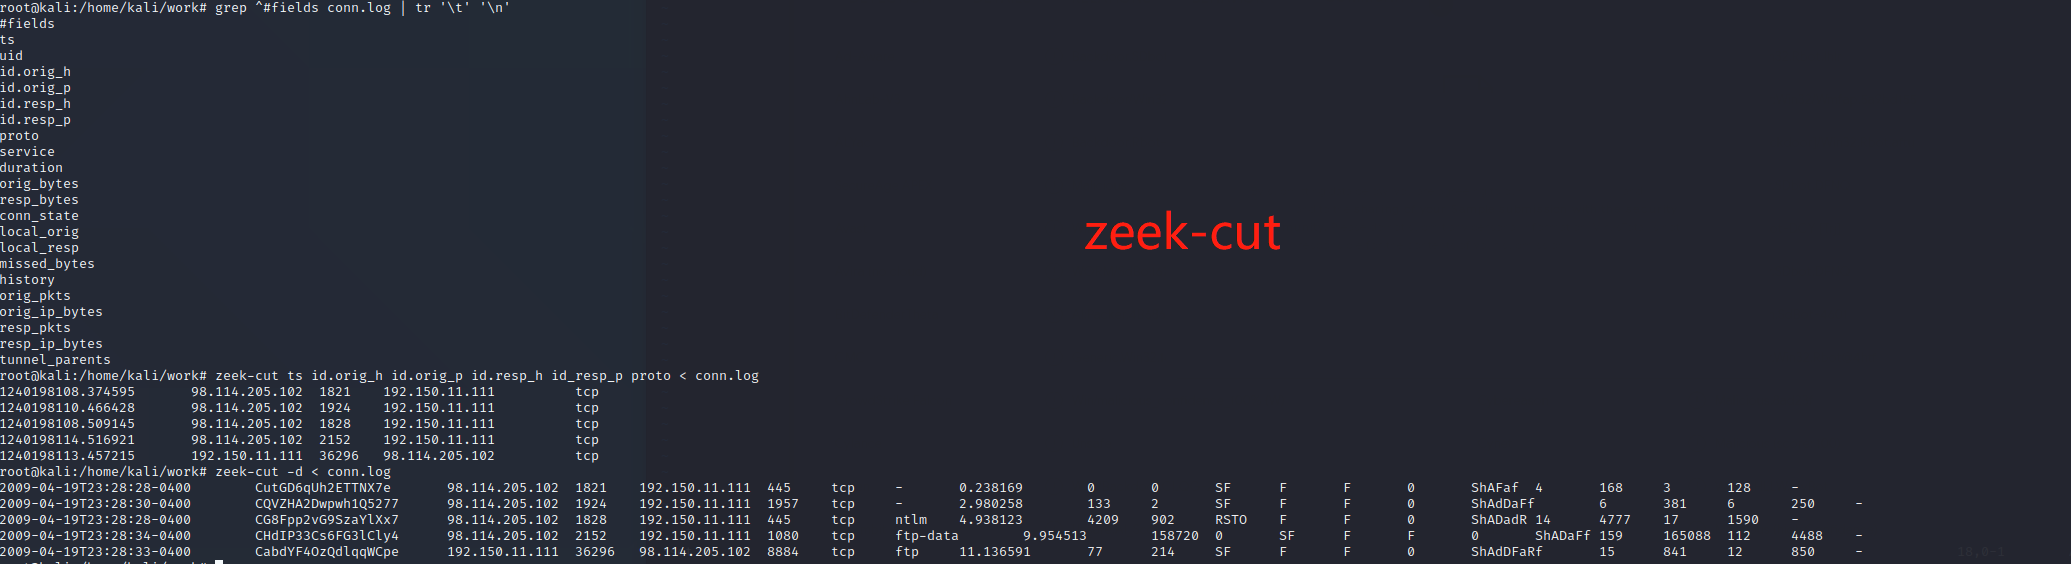 root@kali:/home/kali/work# grep ^#fields conn.log | tr '\t' '\n'
#fields
ts
uid
id.orig_h
id.orig_p
id.resp_h
id.resp_p
proto
service
duration
orig_bytes
resp_bytes
conn_state
local_orig
local_resp
missed_bytes
history
orig_pkts
orig_ip_bytes
resp_pkts
resp_ip_bytes
tunnel_parents
zeek-cut
root@kali:/home/kali/work# zeek-cut ts id.orig_h id.orig_p id.resp_h id_resp_p proto < conn.log
1240198108.374595 98.114.205.102 1821 192.150.11.111 tcp
1240198110.466428 98.114.205.102 1924 192.150.11.111 tcp
1240198108.509145 98.114.205.102 1828 192.150.11.111 tcp
1240198114.516921 98.114.205.102 2152 192.150.11.111 tcp
1240198113.457215 192.150.11.111 36296 98.114.205.102 tcp
root@kali:/home/kali/work# zeek-cut -d < conn.log
2009-04-19T23:28:28-0400 CutGD6qUh2ETTNX7e 98.114.205.102 1821 192.150.11.111 445 tcp - 0.238169 0 0 SF F F 0 ShAFaf 4 168 3 128 -
2009-04-19T23:28:30-0400 CQVZHA2Dwpwh1Q5277 98.114.205.102 1924 192.150.11.111 1957 tcp - 2.980258 133 2 SF F F 0 ShAdDaFf 6 381 6 250 -
2009-04-19T23:28:28-0400 CG8Fpp2vG9SzaYlXx7 98.114.205.102 1828 192.150.11.111 445 tcp ntlm 4.938123 4209 902 RSTO F F 0 ShADadR 14 4777 17 1590 -
2009-04-19T23:28:34-0400 CHdIP33Cs6FG3lCly4 98.114.205.102 2152 192.150.11.111 1080 tcp ftp-data 9.954513 158720 0 SF F F 0 ShADaFf 159 165088 112 4488 -
2009-04-19T23:28:33-0400 CabdYF4OzQdlqqWCpe 192.150.11.111 36296 98.114.205.102 8884 tcp ftp 11.136591 77 214 SF F F 0 ShAdDFaRf 15 841 12 850 -